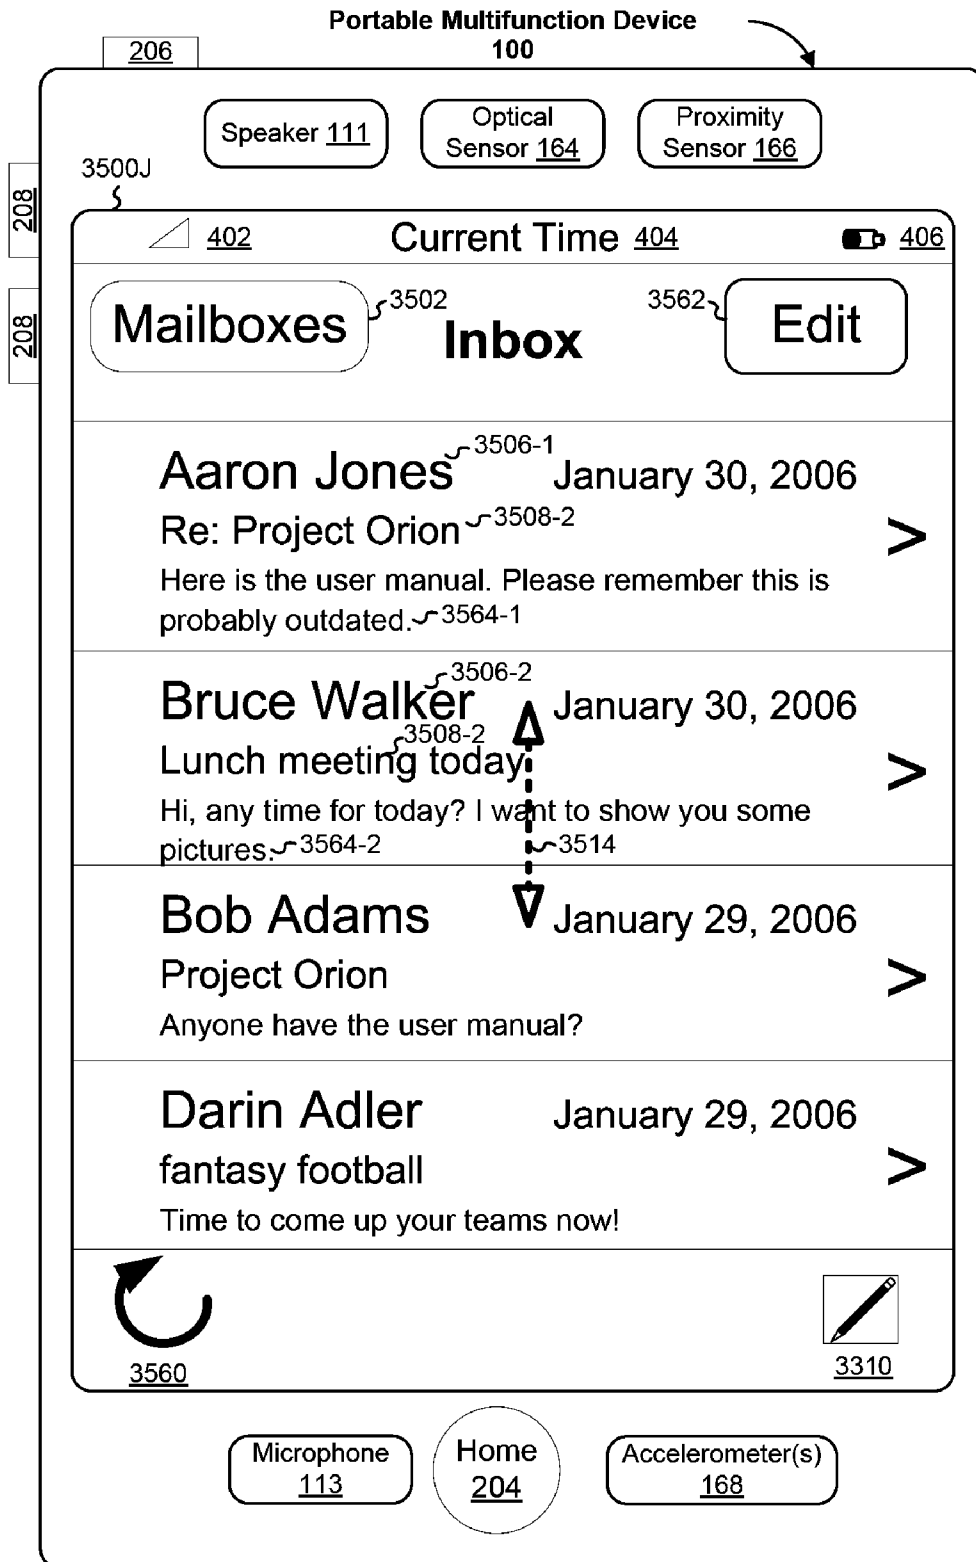 Portable Multifunction Device
100
206
Speaker 111
Optical
Sensor 164
Proximity
Sensor 166
208
208
3500J
402
Current Time 404
406
Mailboxes
3502
Inbox
3562
Edit
Aaron Jones
3506-1
January 30, 2006
Re: Project Orion
3508-2
>
Here is the user manual. Please remember this is
probably outdated.
3564-1
Bruce Walker
3506-2
January 30, 2006
3508-2
Lunch meeting today
>
Hi, any time for today? I want to show you some
pictures.
3564-2
3514
Bob Adams
January 29, 2006
Project Orion
>
Anyone have the user manual?
Darin Adler
January 29, 2006
fantasy football
>
Time to come up your teams now!
3560
3310
Microphone
113
Home
204
Accelerometer(s)
168